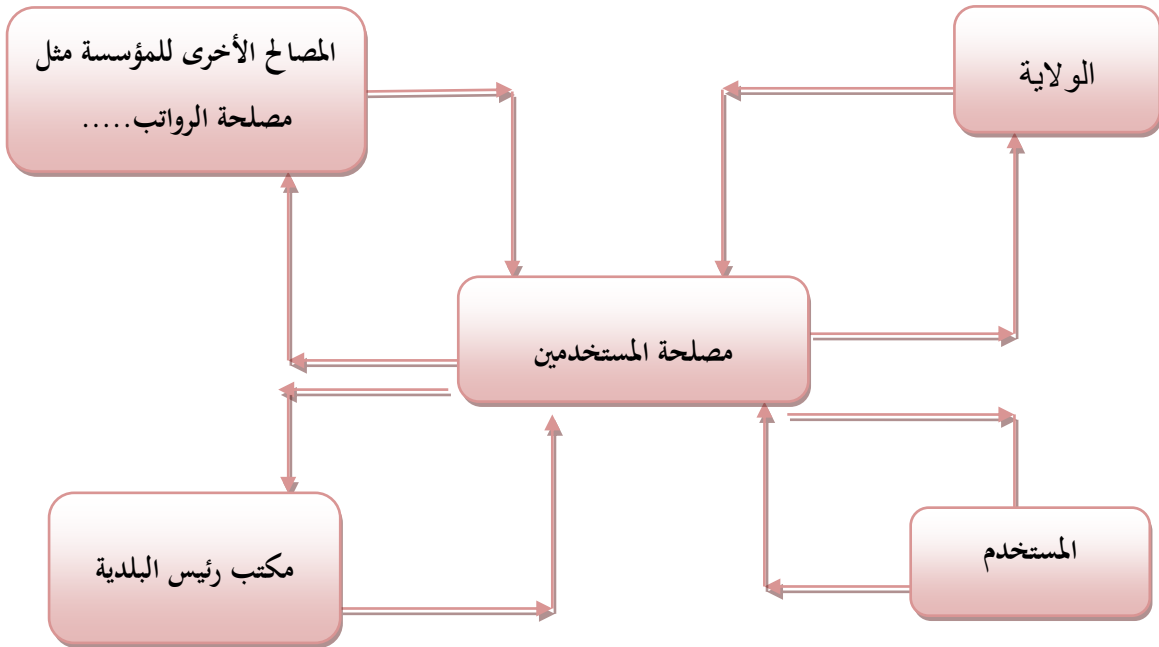 المصالح الأخرى للمؤسسة مثل
مصلحة الرواتب.....
الولاية
مصلحة المستخدمين
المستخدم
مكتب رئيس البلدية